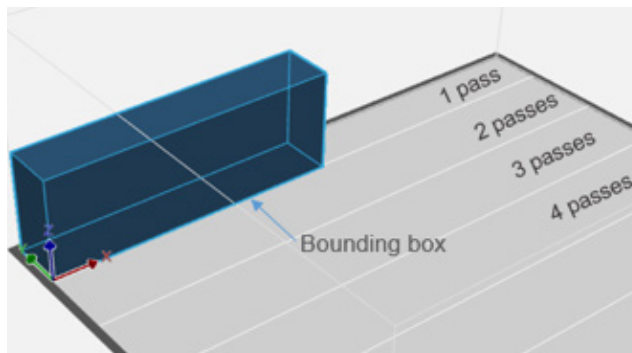 1 pass
2 passes
3 passes
4 passes
Bounding box
Z
Y
X